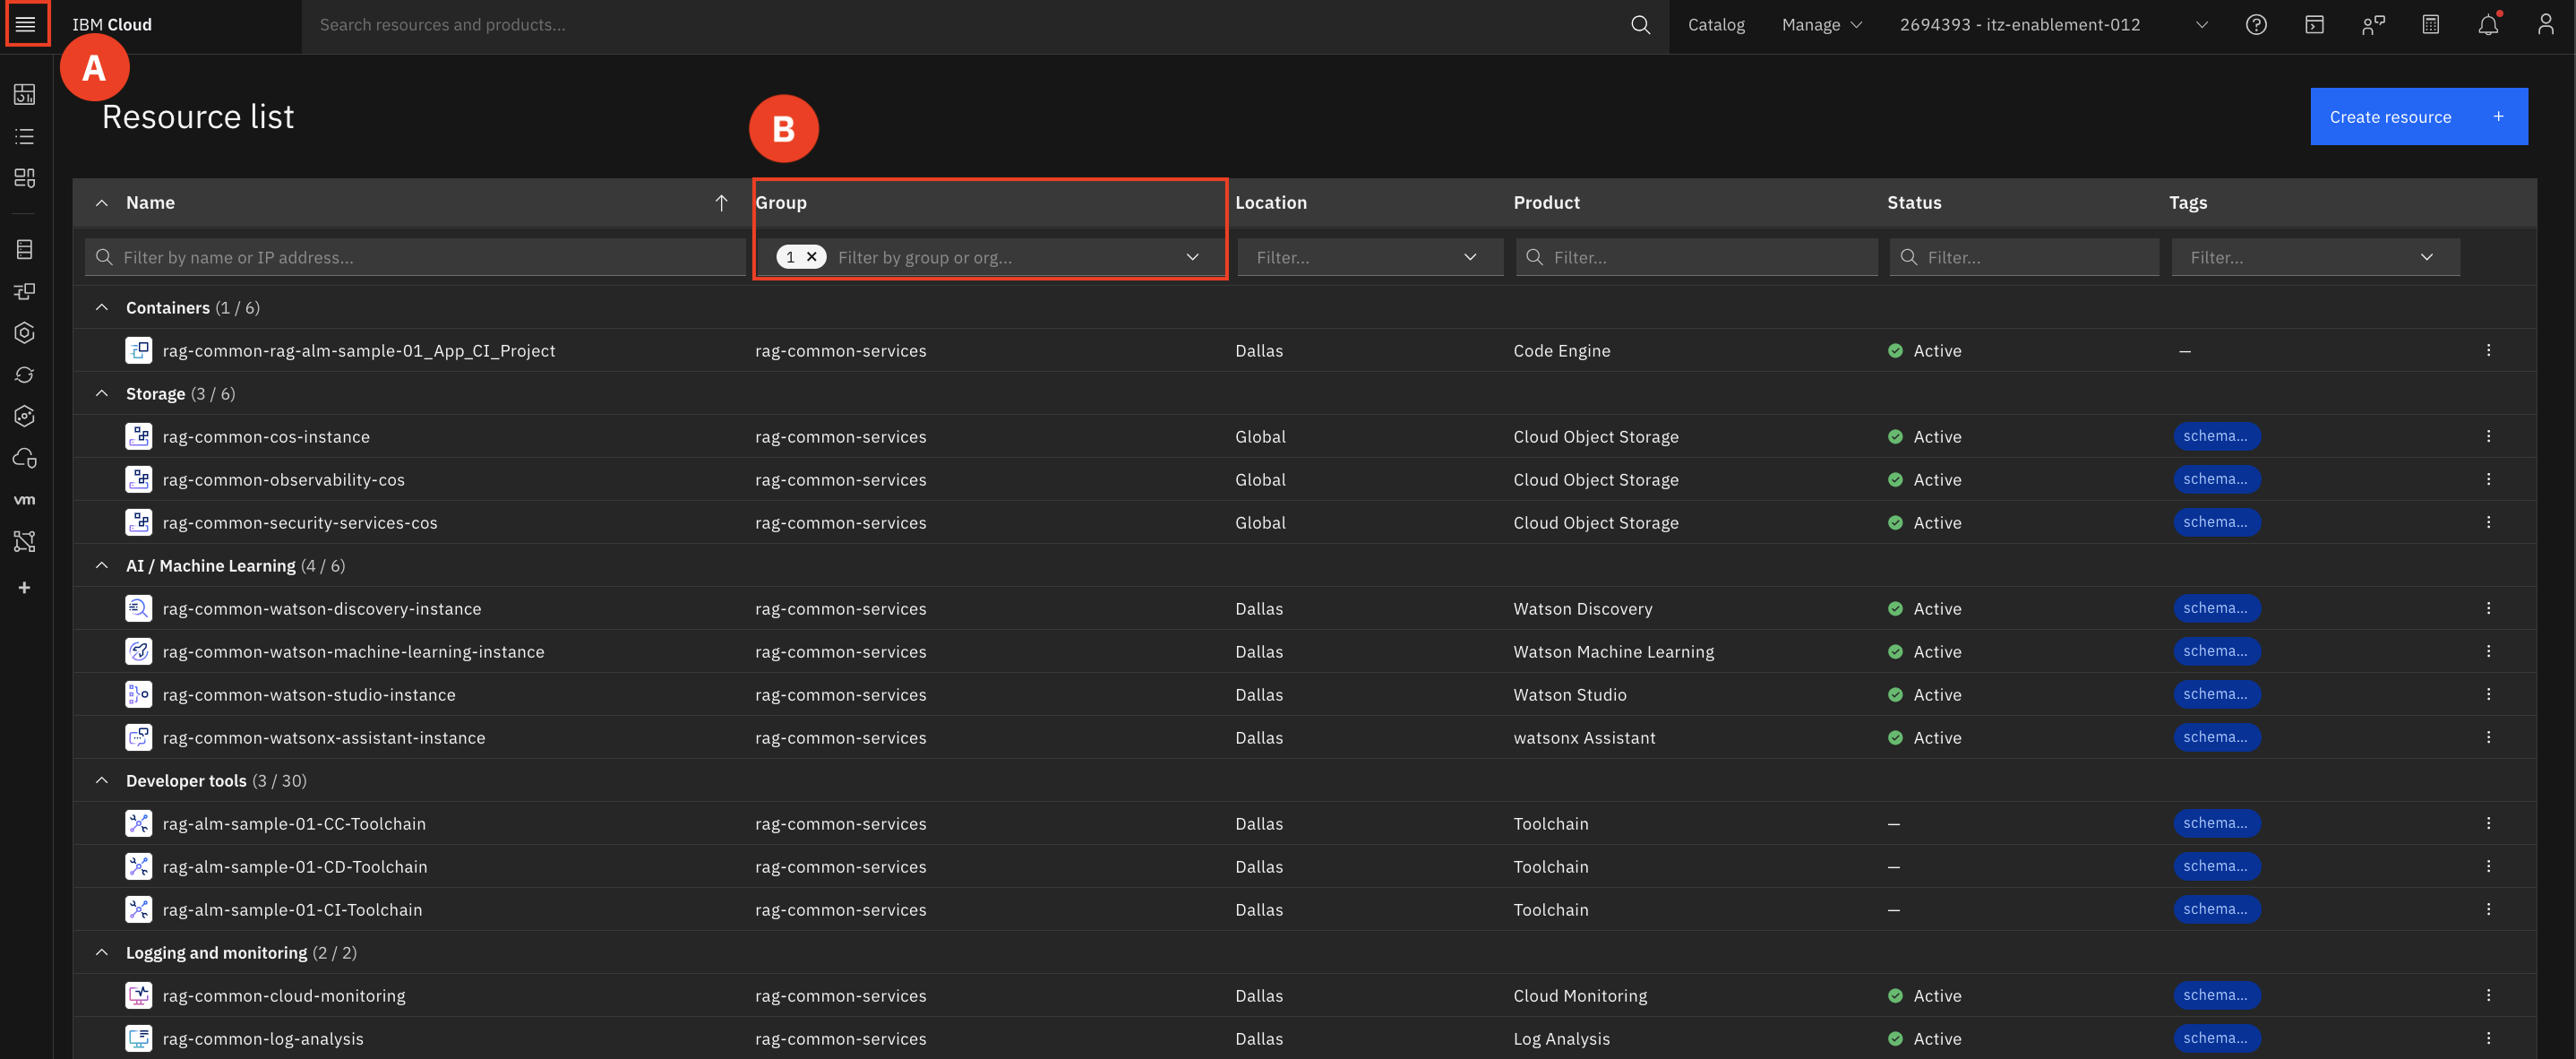 IBM Cloud
Search resources and products...
Catalog
Manage
2694393 - itz-enablement-012
A
Resource list
B
Create resource +
Name Group Location Product Status Tags
Filter by name or IP address... 1 × Filter by group or org... Filter... Filter... Filter... Filter...
Containers (1 / 6)
rag-common-rag-alm-sample-01_App_CI_Project rag-common-services Dallas Code Engine Active –
Storage (3 / 6)
rag-common-cos-instance rag-common-services Global Cloud Object Storage Active schema...
rag-common-observability-cos rag-common-services Global Cloud Object Storage Active schema...
rag-common-security-services-cos rag-common-services Global Cloud Object Storage Active schema...
AI / Machine Learning (4 / 6)
rag-common-watson-discovery-instance rag-common-services Dallas Watson Discovery Active schema...
rag-common-watson-machine-learning-instance rag-common-services Dallas Watson Machine Learning Active schema...
rag-common-watson-studio-instance rag-common-services Dallas Watson Studio Active schema...
rag-common-watsonx-assistant-instance rag-common-services Dallas watsonx Assistant Active schema...
vm
Developer tools (3 / 30)
rag-alm-sample-01-CC-Toolchain rag-common-services Dallas Toolchain – schema...
rag-alm-sample-01-CD-Toolchain rag-common-services Dallas Toolchain – schema...
rag-alm-sample-01-CI-Toolchain rag-common-services Dallas Toolchain – schema...
Logging and monitoring (2 / 2)
rag-common-cloud-monitoring rag-common-services Dallas Cloud Monitoring Active schema...
rag-common-log-analysis rag-common-services Dallas Log Analysis Active schema...